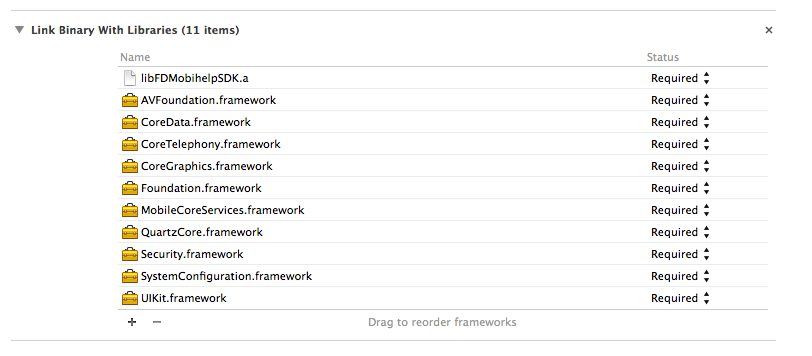 Link Binary With Libraries (11 items)
Name Status
libFDMobihelpSDK.a Required
AVFoundation.framework Required
CoreData.framework Required
CoreTelephony.framework Required
CoreGraphics.framework Required
Foundation.framework Required
MobileCoreServices.framework Required
QuartzCore.framework Required
Security.framework Required
SystemConfiguration.framework Required
UIKit.framework Required
Drag to reorder frameworks